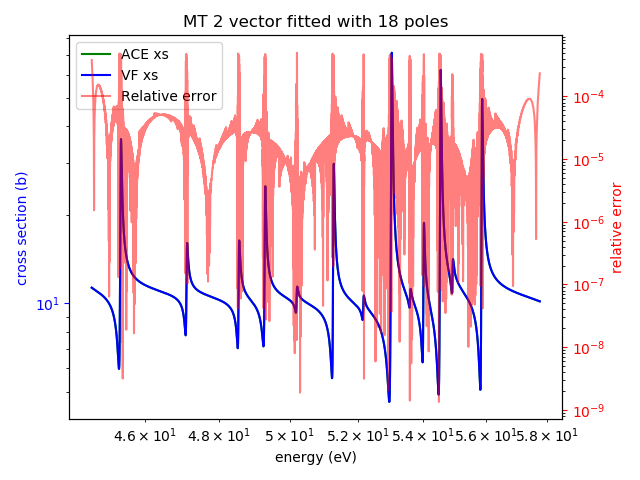 MT 2 vector fitted with 18 poles
ACE xs
VF xs
Relative error
cross section (b)
10¹
10⁻⁴
10⁻⁵
10⁻⁶
10⁻⁷
10⁻⁸
10⁻⁹
relative error
4.6 × 10¹ 4.8 × 10¹ 5 × 10¹ 5.2 × 10¹ 5.4 × 10¹ 5.6 × 10¹ 5.8 × 10¹
energy (eV)